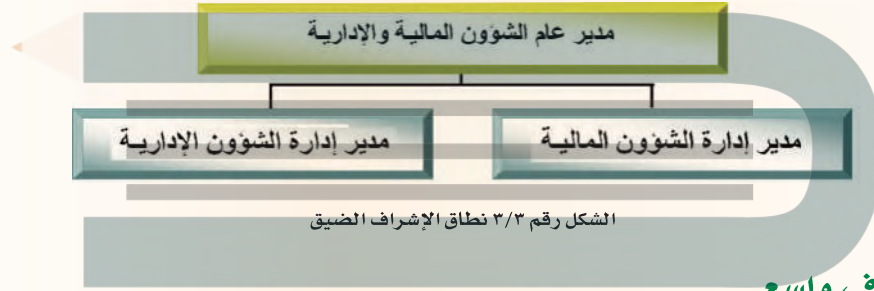 مدير عام الشؤون المالية والإدارية
مدير إدارة الشؤون المالية
مدير إدارة الشؤون الإدارية
الشكل رقم ٣/٣ نطاق الإشراف الضيق